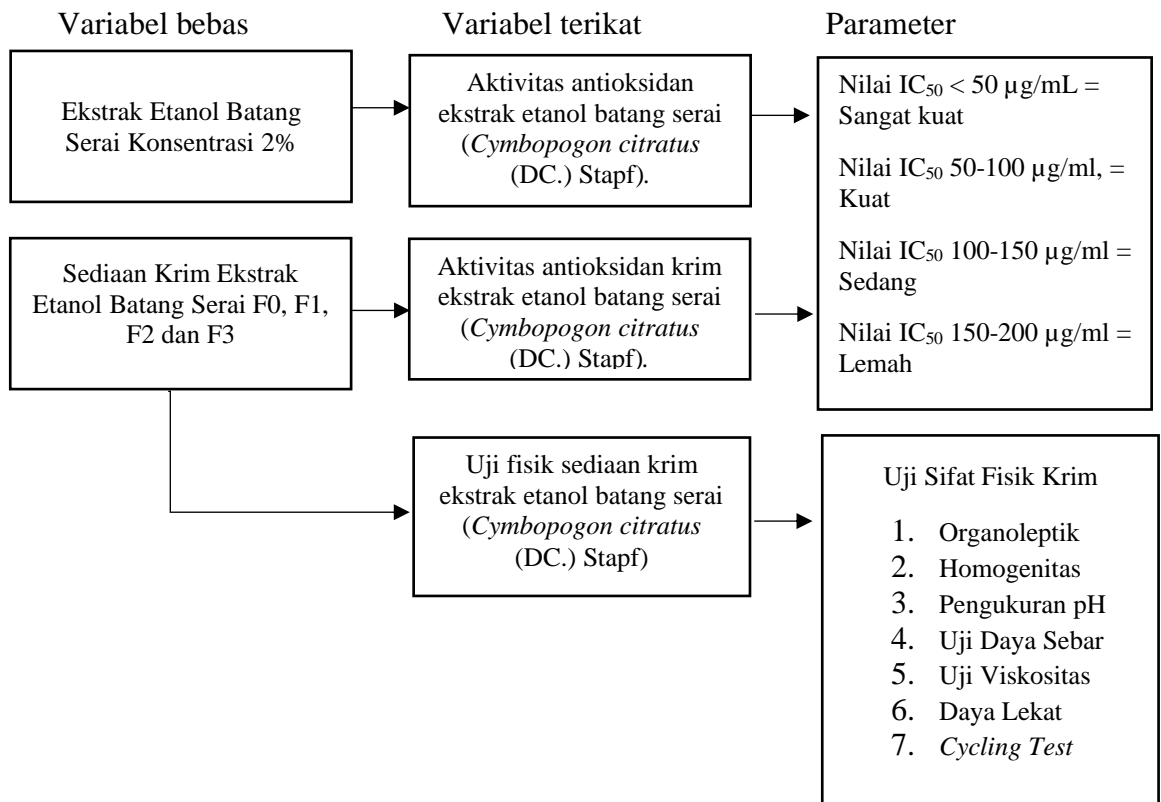 Variabel bebas
Variabel terikat
Parameter
Ekstrak Etanol Batang
Serai Konsentrasi 2%
Aktivitas antioksidan
ekstrak etanol batang serai
(Cymbopogon citratus
(DC.) Stapf).
Nilai IC₅₀ < 50 µg/mL =
Sangat kuat
Nilai IC₅₀ 50-100 µg/ml, =
Kuat
Nilai IC₅₀ 100-150 µg/ml =
Sedang
Nilai IC₅₀ 150-200 µg/ml =
Lemah
Sediaan Krim Ekstrak
Etanol Batang Serai F0, F1,
F2 dan F3
Aktivitas antioksidan krim
ekstrak etanol batang serai
(Cymbopogon citratus
(DC.) Stapf).
Uji fisik sediaan krim
ekstrak etanol batang serai
(Cymbopogon citratus
(DC.) Stapf)
Uji Sifat Fisik Krim
1. Organoleptik
2. Homogenitas
3. Pengukuran pH
4. Uji Daya Sebar
5. Uji Viskositas
6. Daya Lekat
7. Cycling Test